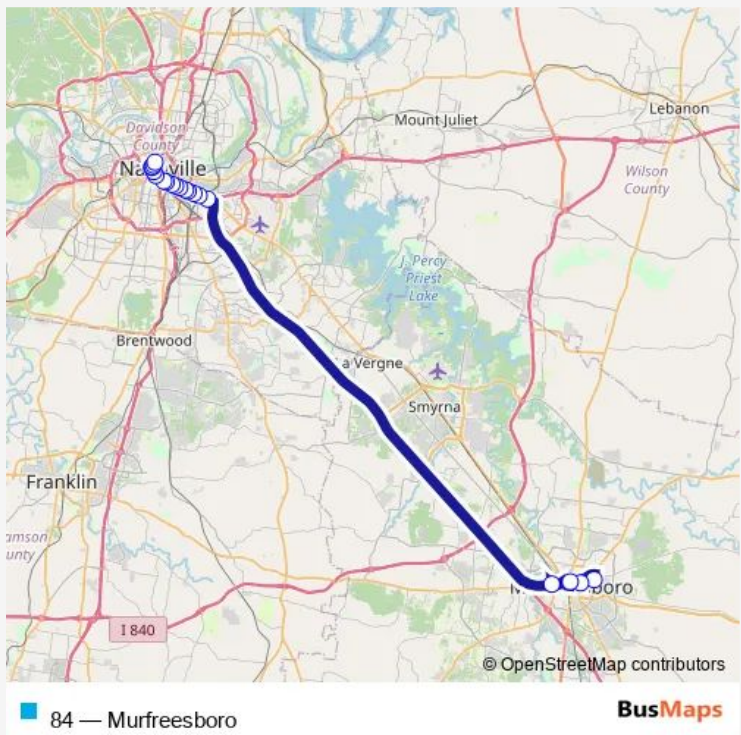 Mount Juliet
Lebanon
Davidson
County
Wilson
County
J. Percy
Priest
Lake
Brentwood
a Vergne
Smyrna
Franklin
amson
unty
boro
I 840
© OpenStreetMap contributors
84 — Murfreesboro
BusMaps